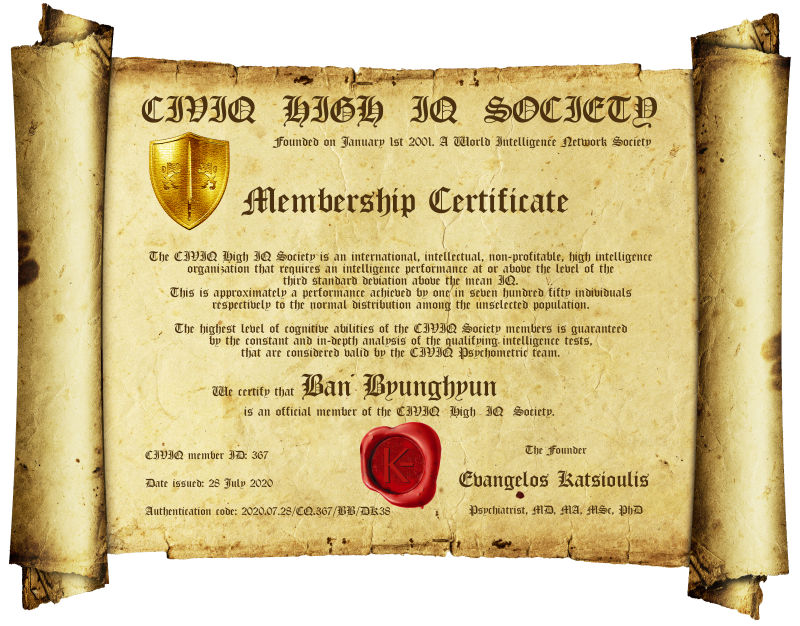 CIVIQ HIGH IQ SOCIETY
Founded on January 1st 2001. A World Intelligence Network Society
Membership Certificate
The CIVIQ High IQ Society is an international, intellectual, non-profitable, high intelligence
organization that requires an intelligence performance at or above the level of the
third standard deviation above the mean IQ.
This is approximately a performance achieved by one in seven hundred fifty individuals
respectively to the normal distribution among the unselected population.
The highest level of cognitive abilities of the CIVIQ Society members is guaranteed
by the constant and in-depth analysis of the qualifying intelligence tests,
that are considered valid by the CIVIQ Psychometric team.
We certify that Ban Byunghyun
is an official member of the CIVIQ High IQ Society.
CIVIQ member ID: 367
Date issued: 28 July 2020
Authentication code: 2020.07.28/CQ.367/BB/DK38
K
The Founder
Evangelos Katsioulis
Psychiatrist, MD, MA, MSc, PhD